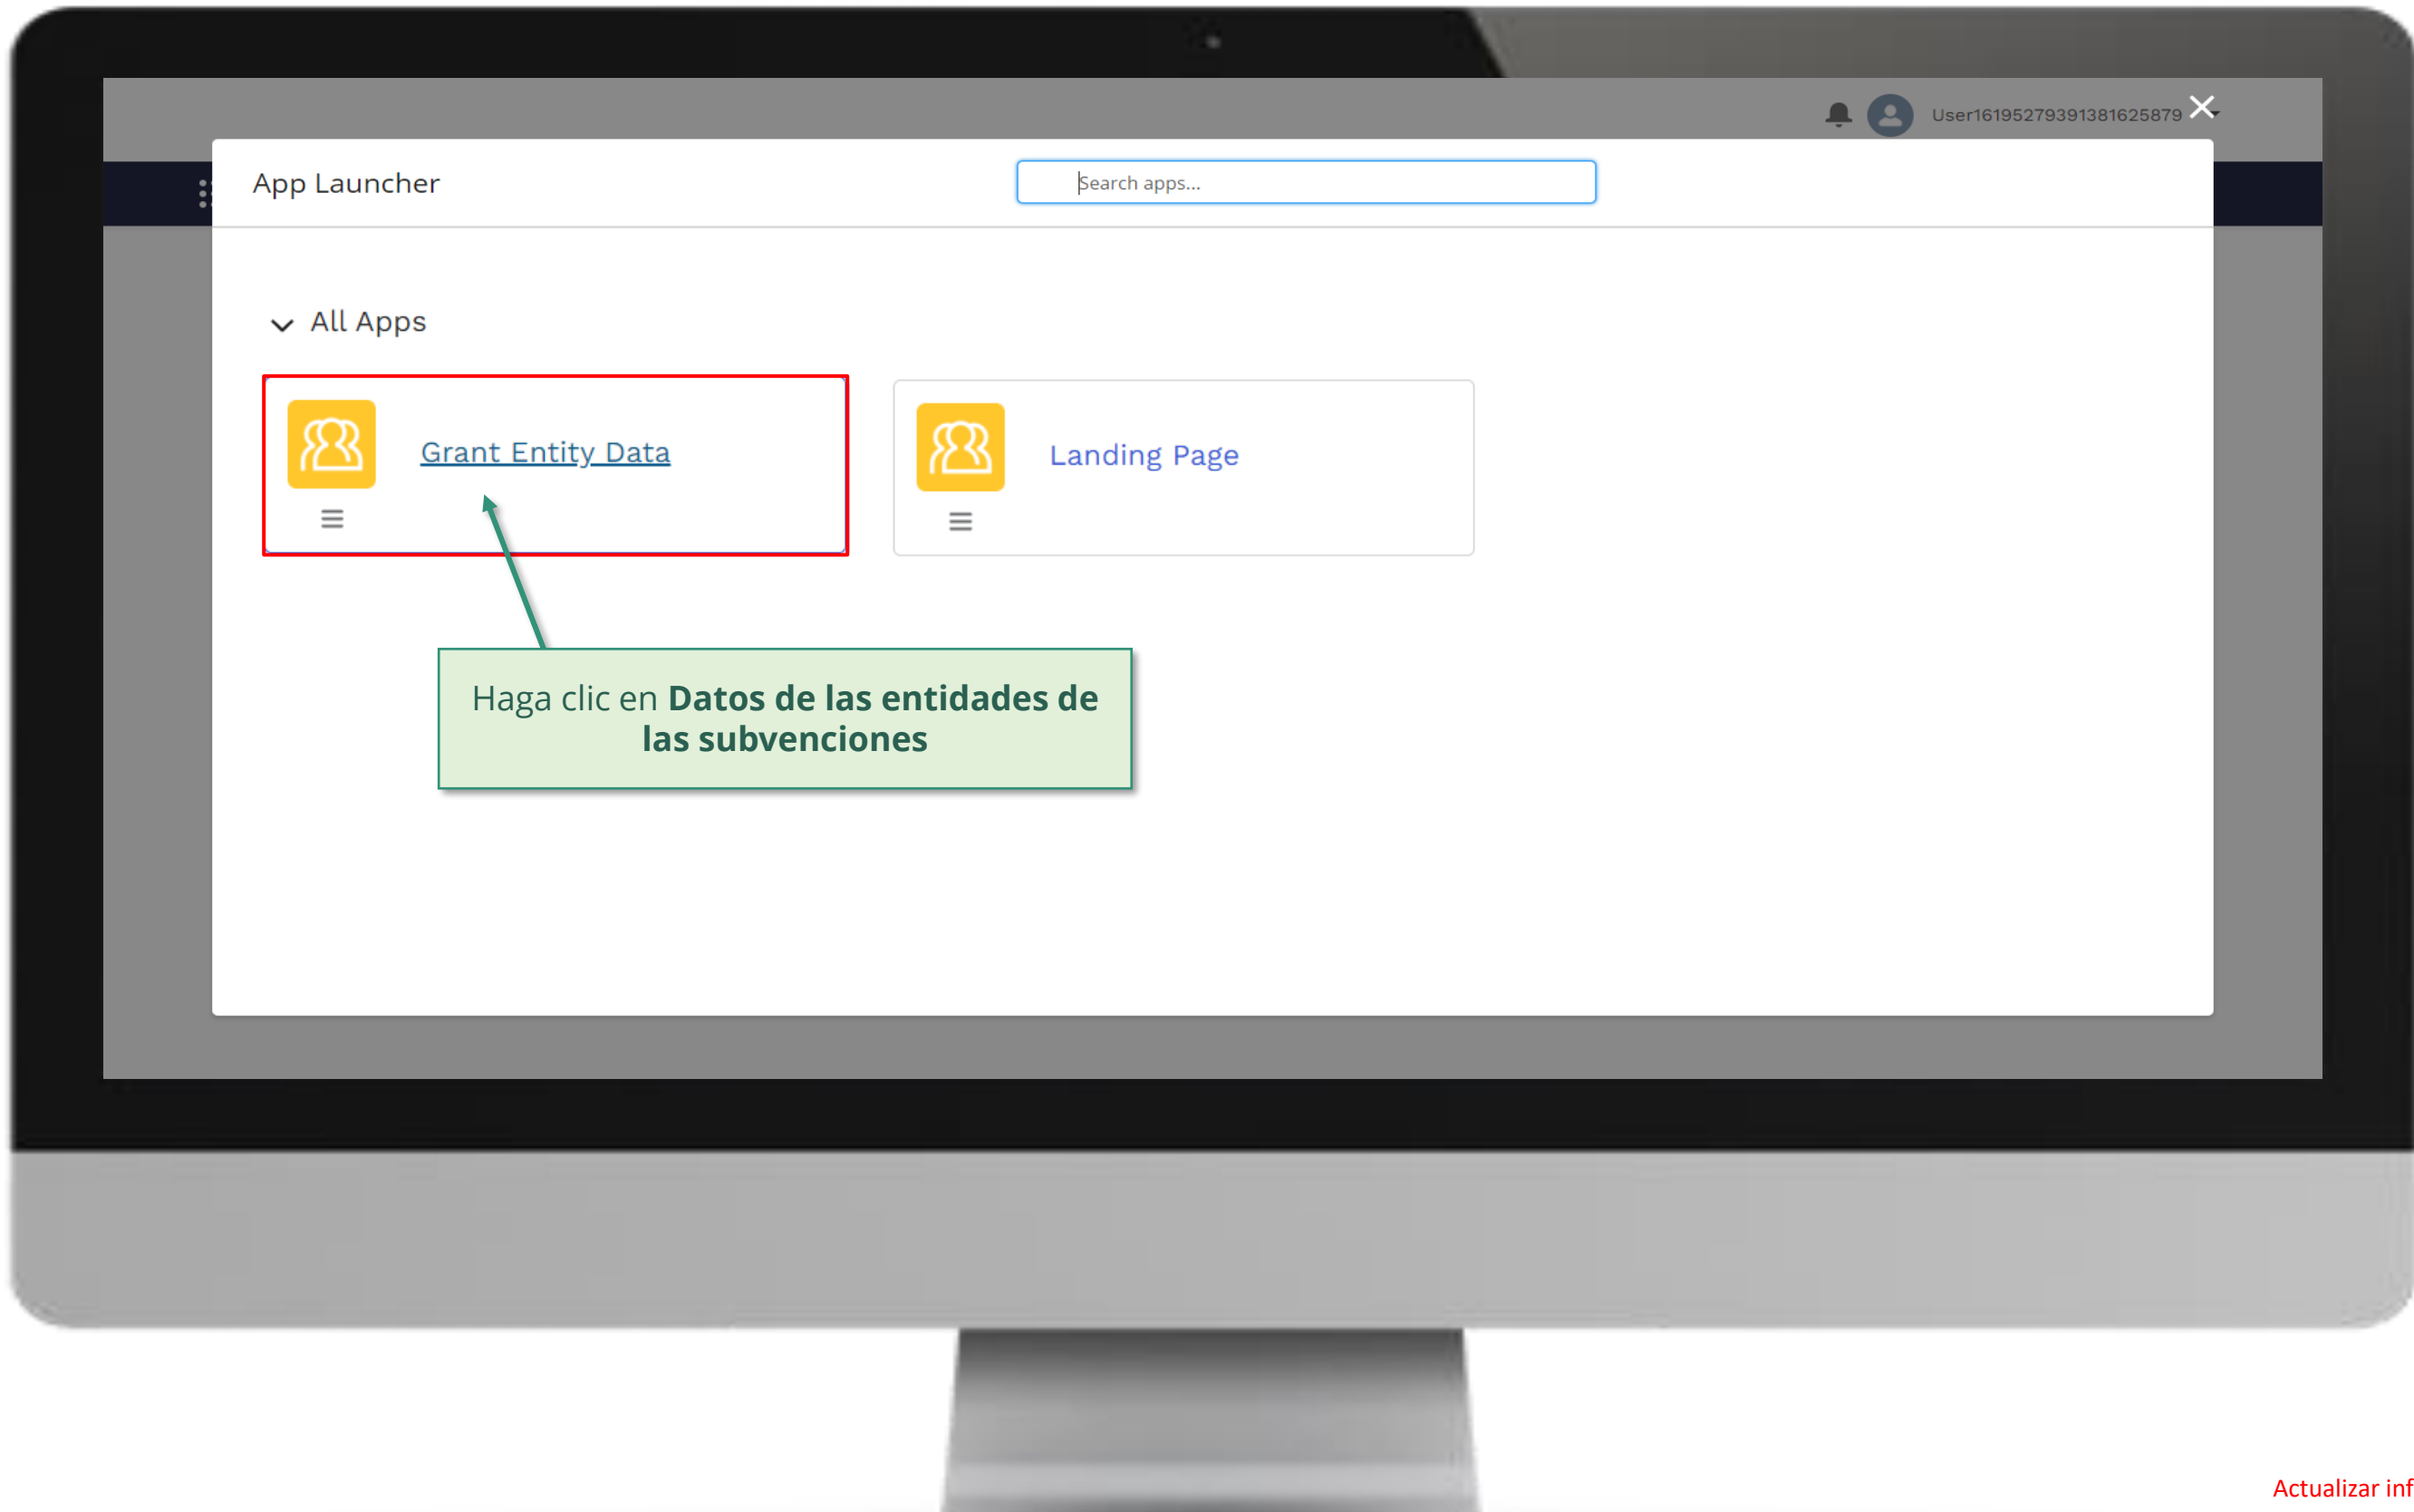 User16195279391381625879
App Launcher
Search apps...
All Apps
Grant Entity Data
Landing Page
Haga clic en Datos de las entidades de
las subvenciones
Actualizar